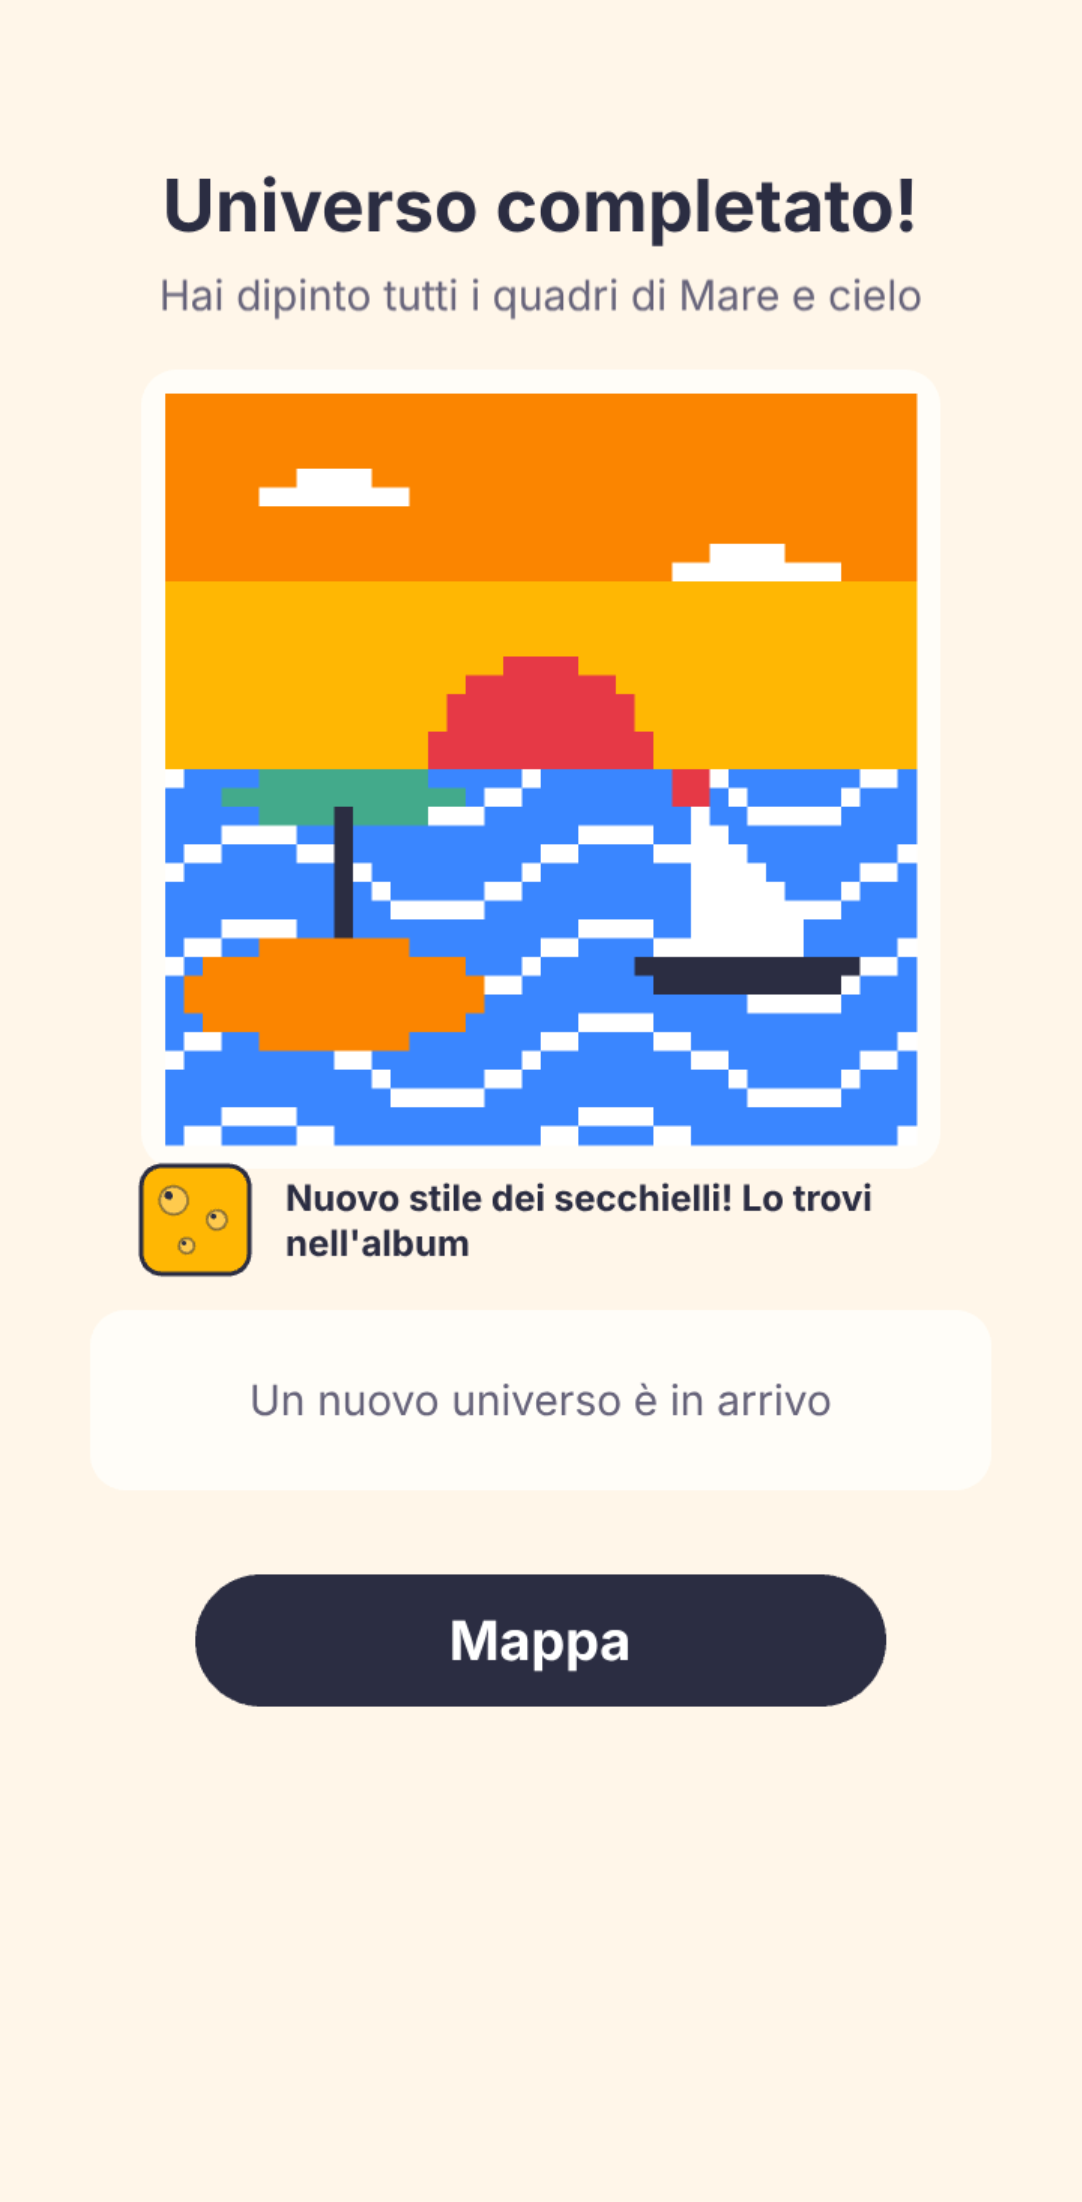 Universo completato!
Hai dipinto tutti i quadri di Mare e cielo
Nuovo stile dei secchielli! Lo trovi
nell'album
Un nuovo universo è in arrivo
Mappa